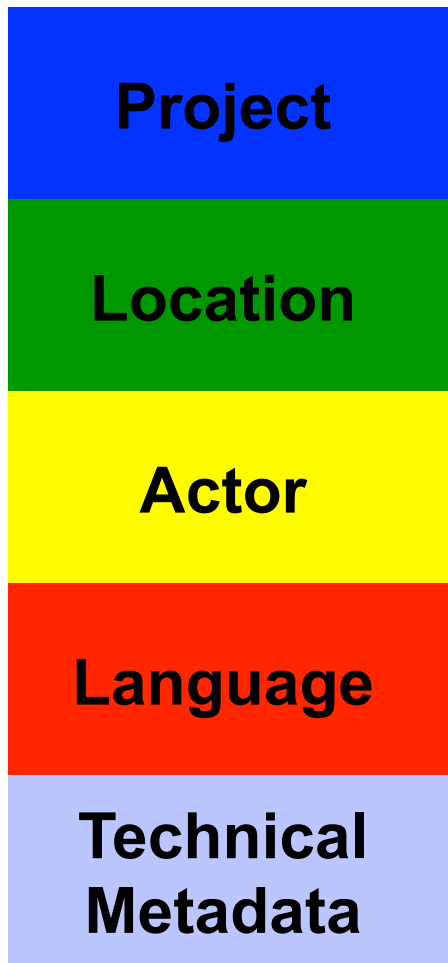 Project
Location
Actor
Language
Technical
Metadata